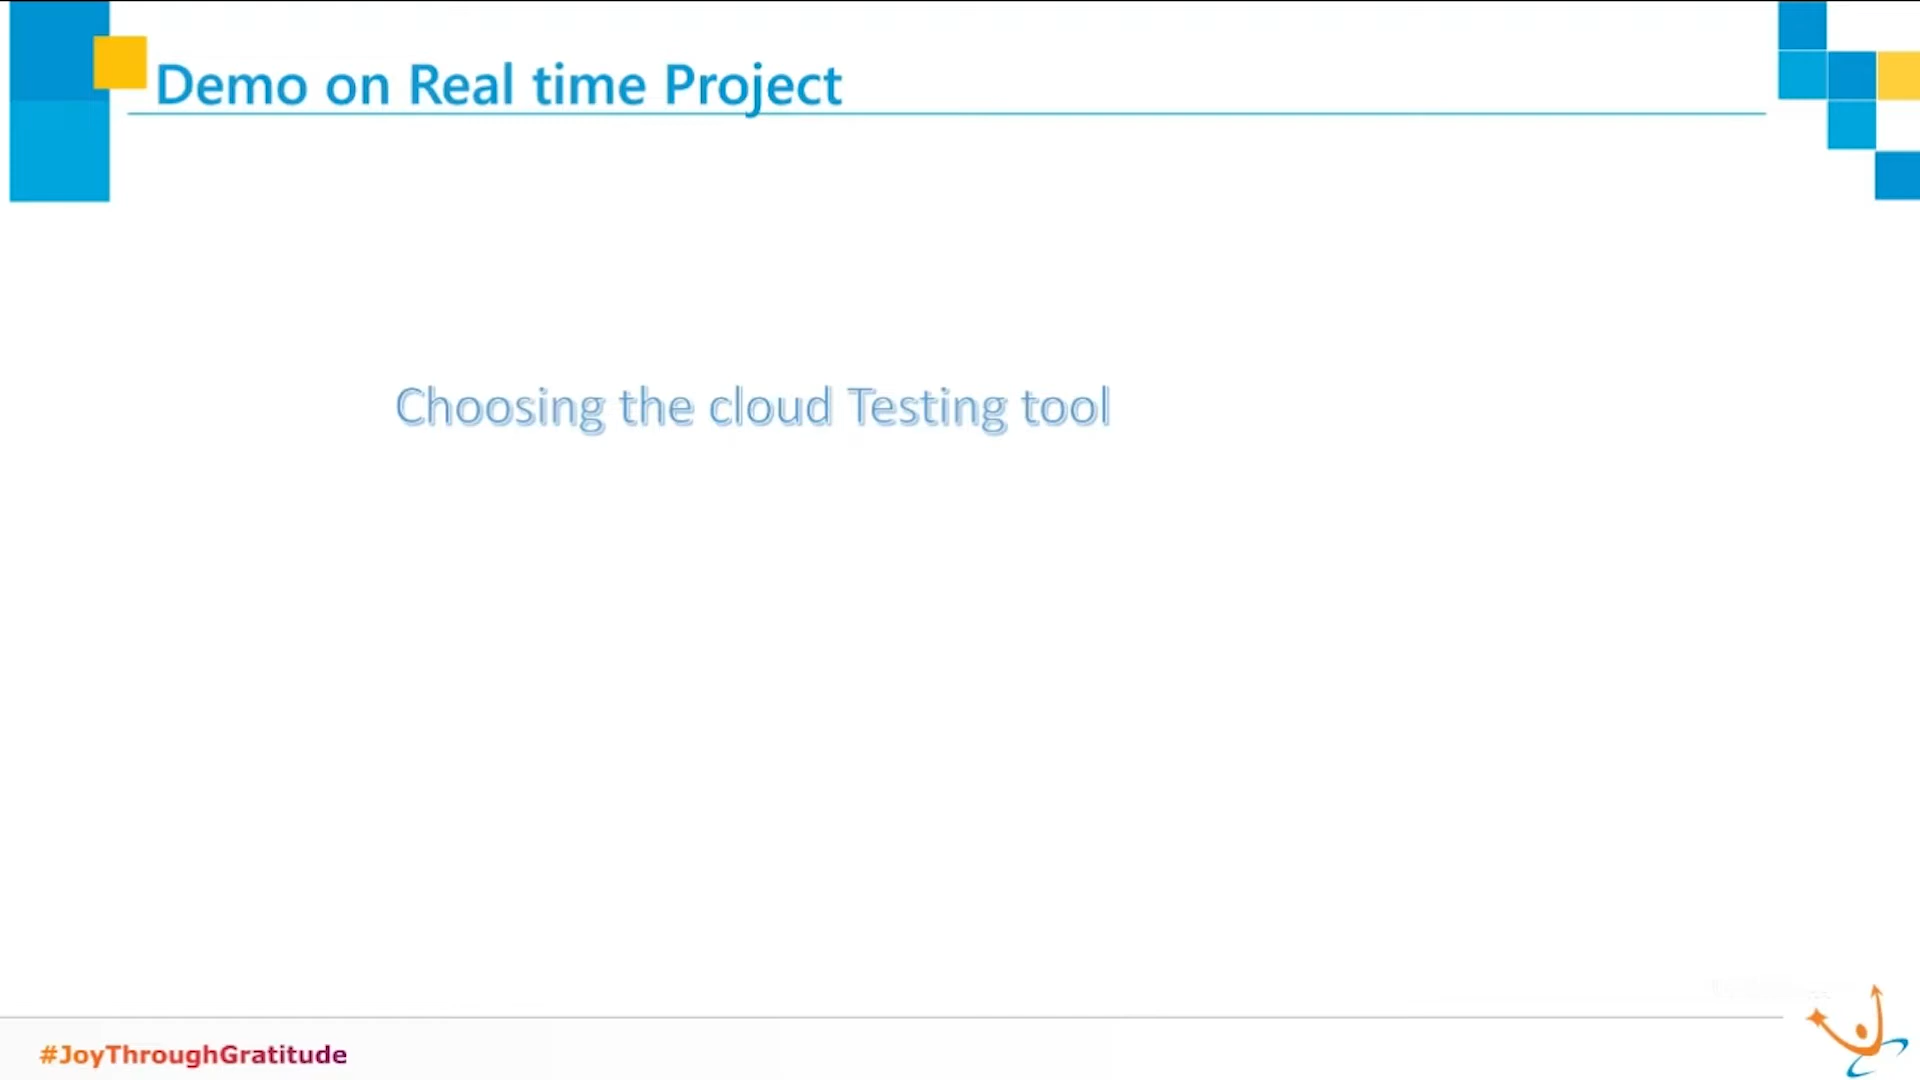 Demo on Real time Project
Choosing the cloud Testing tool
#JoyThroughGratitude